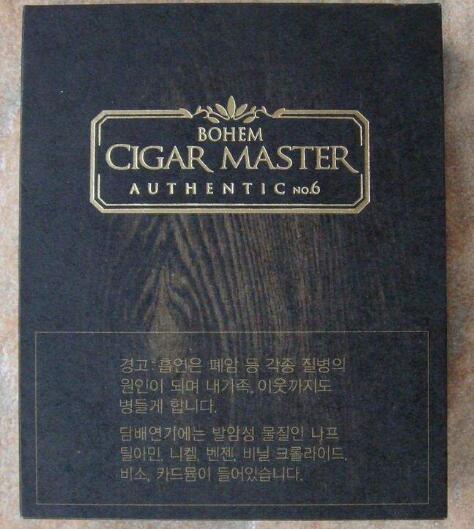 BOHEM
CIGAR MASTER
AUTHENTIC NO.6
경고 : 흡연은 폐암 등 각종 질병의
원인이 되며 내가족, 이웃까지도
병들게 합니다.
담배연기에는 발암성 물질인 나프
틸아민, 니켈, 벤젠, 비닐 크롤라이드,
비소, 카드뮴이 들어있습니다.